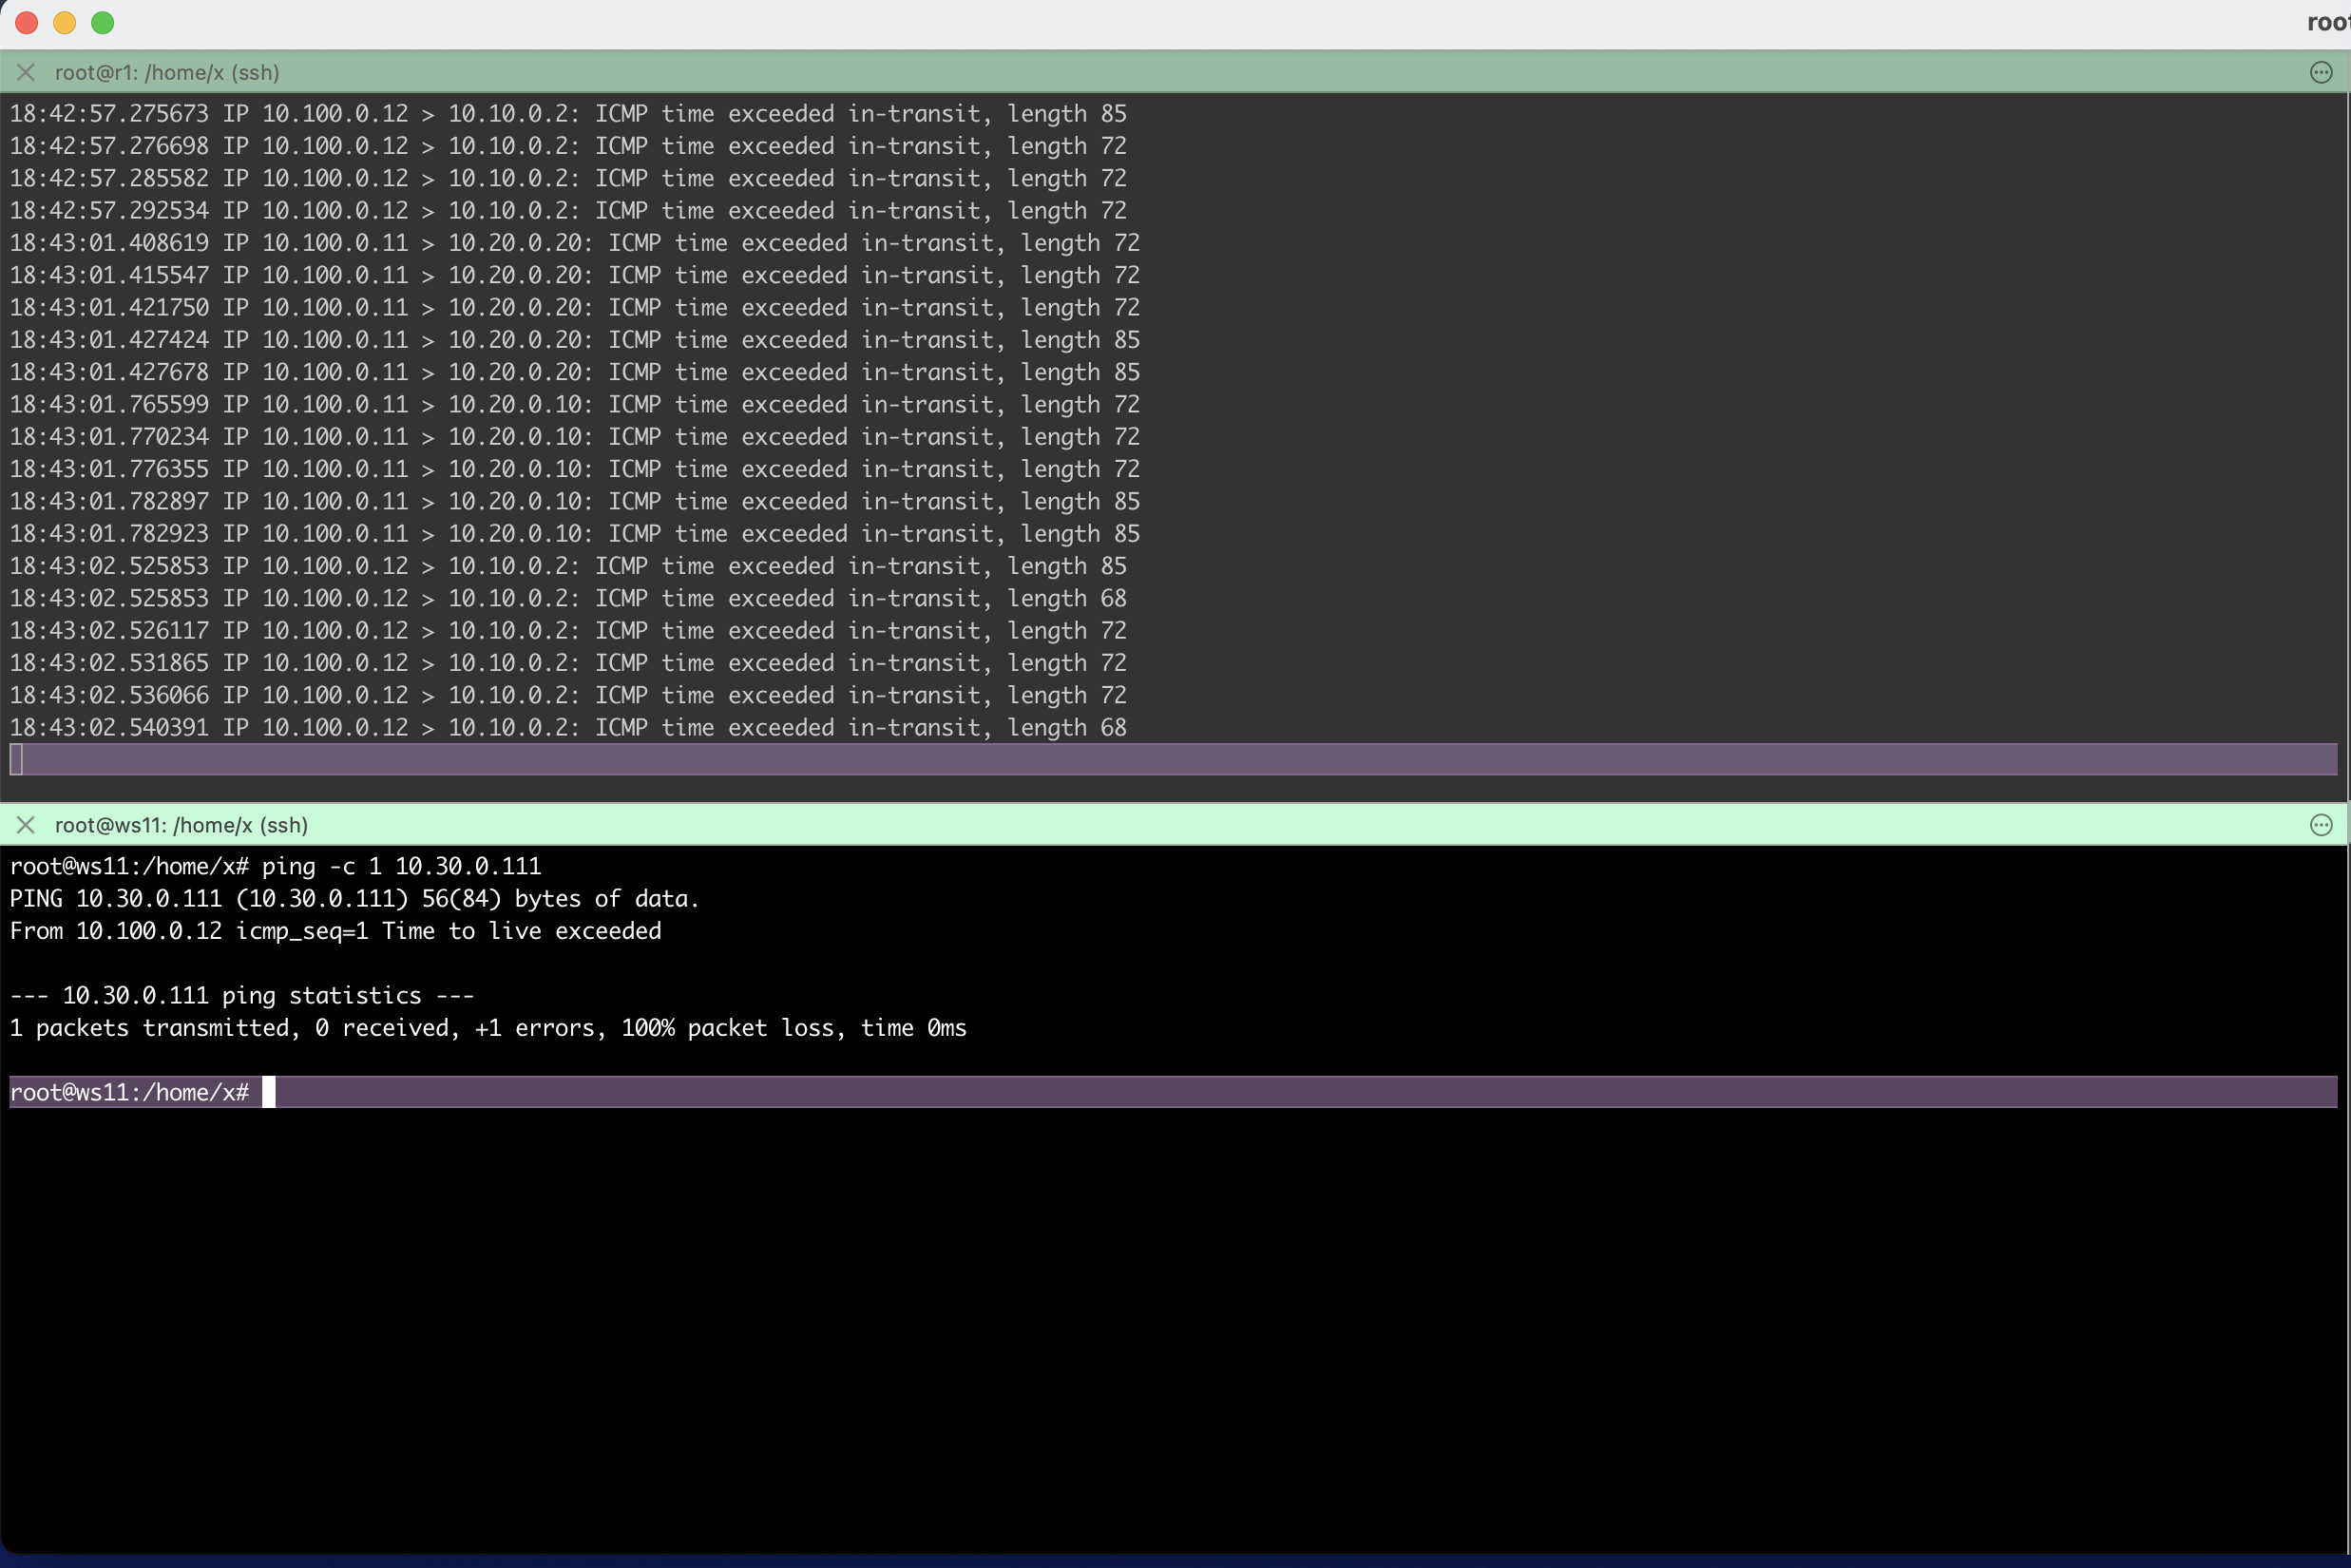 root
root@r1: /home/x (ssh)
18:42:57.275673 IP 10.100.0.12 > 10.10.0.2: ICMP time exceeded in-transit, length 85
18:42:57.276698 IP 10.100.0.12 > 10.10.0.2: ICMP time exceeded in-transit, length 72
18:42:57.285582 IP 10.100.0.12 > 10.10.0.2: ICMP time exceeded in-transit, length 72
18:42:57.292534 IP 10.100.0.12 > 10.10.0.2: ICMP time exceeded in-transit, length 72
18:43:01.408619 IP 10.100.0.11 > 10.20.0.20: ICMP time exceeded in-transit, length 72
18:43:01.415547 IP 10.100.0.11 > 10.20.0.20: ICMP time exceeded in-transit, length 72
18:43:01.421750 IP 10.100.0.11 > 10.20.0.20: ICMP time exceeded in-transit, length 72
18:43:01.427424 IP 10.100.0.11 > 10.20.0.20: ICMP time exceeded in-transit, length 85
18:43:01.427678 IP 10.100.0.11 > 10.20.0.20: ICMP time exceeded in-transit, length 85
18:43:01.765599 IP 10.100.0.11 > 10.20.0.10: ICMP time exceeded in-transit, length 72
18:43:01.770234 IP 10.100.0.11 > 10.20.0.10: ICMP time exceeded in-transit, length 72
18:43:01.776355 IP 10.100.0.11 > 10.20.0.10: ICMP time exceeded in-transit, length 72
18:43:01.782897 IP 10.100.0.11 > 10.20.0.10: ICMP time exceeded in-transit, length 85
18:43:01.782923 IP 10.100.0.11 > 10.20.0.10: ICMP time exceeded in-transit, length 85
18:43:02.525853 IP 10.100.0.12 > 10.10.0.2: ICMP time exceeded in-transit, length 85
18:43:02.525853 IP 10.100.0.12 > 10.10.0.2: ICMP time exceeded in-transit, length 68
18:43:02.526117 IP 10.100.0.12 > 10.10.0.2: ICMP time exceeded in-transit, length 72
18:43:02.531865 IP 10.100.0.12 > 10.10.0.2: ICMP time exceeded in-transit, length 72
18:43:02.536066 IP 10.100.0.12 > 10.10.0.2: ICMP time exceeded in-transit, length 72
18:43:02.540391 IP 10.100.0.12 > 10.10.0.2: ICMP time exceeded in-transit, length 68
root@ws11: /home/x (ssh)
root@ws11:/home/x# ping -c 1 10.30.0.111
PING 10.30.0.111 (10.30.0.111) 56(84) bytes of data.
From 10.100.0.12 icmp_seq=1 Time to live exceeded
--- 10.30.0.111 ping statistics ---
1 packets transmitted, 0 received, +1 errors, 100% packet loss, time 0ms
root@ws11:/home/x#